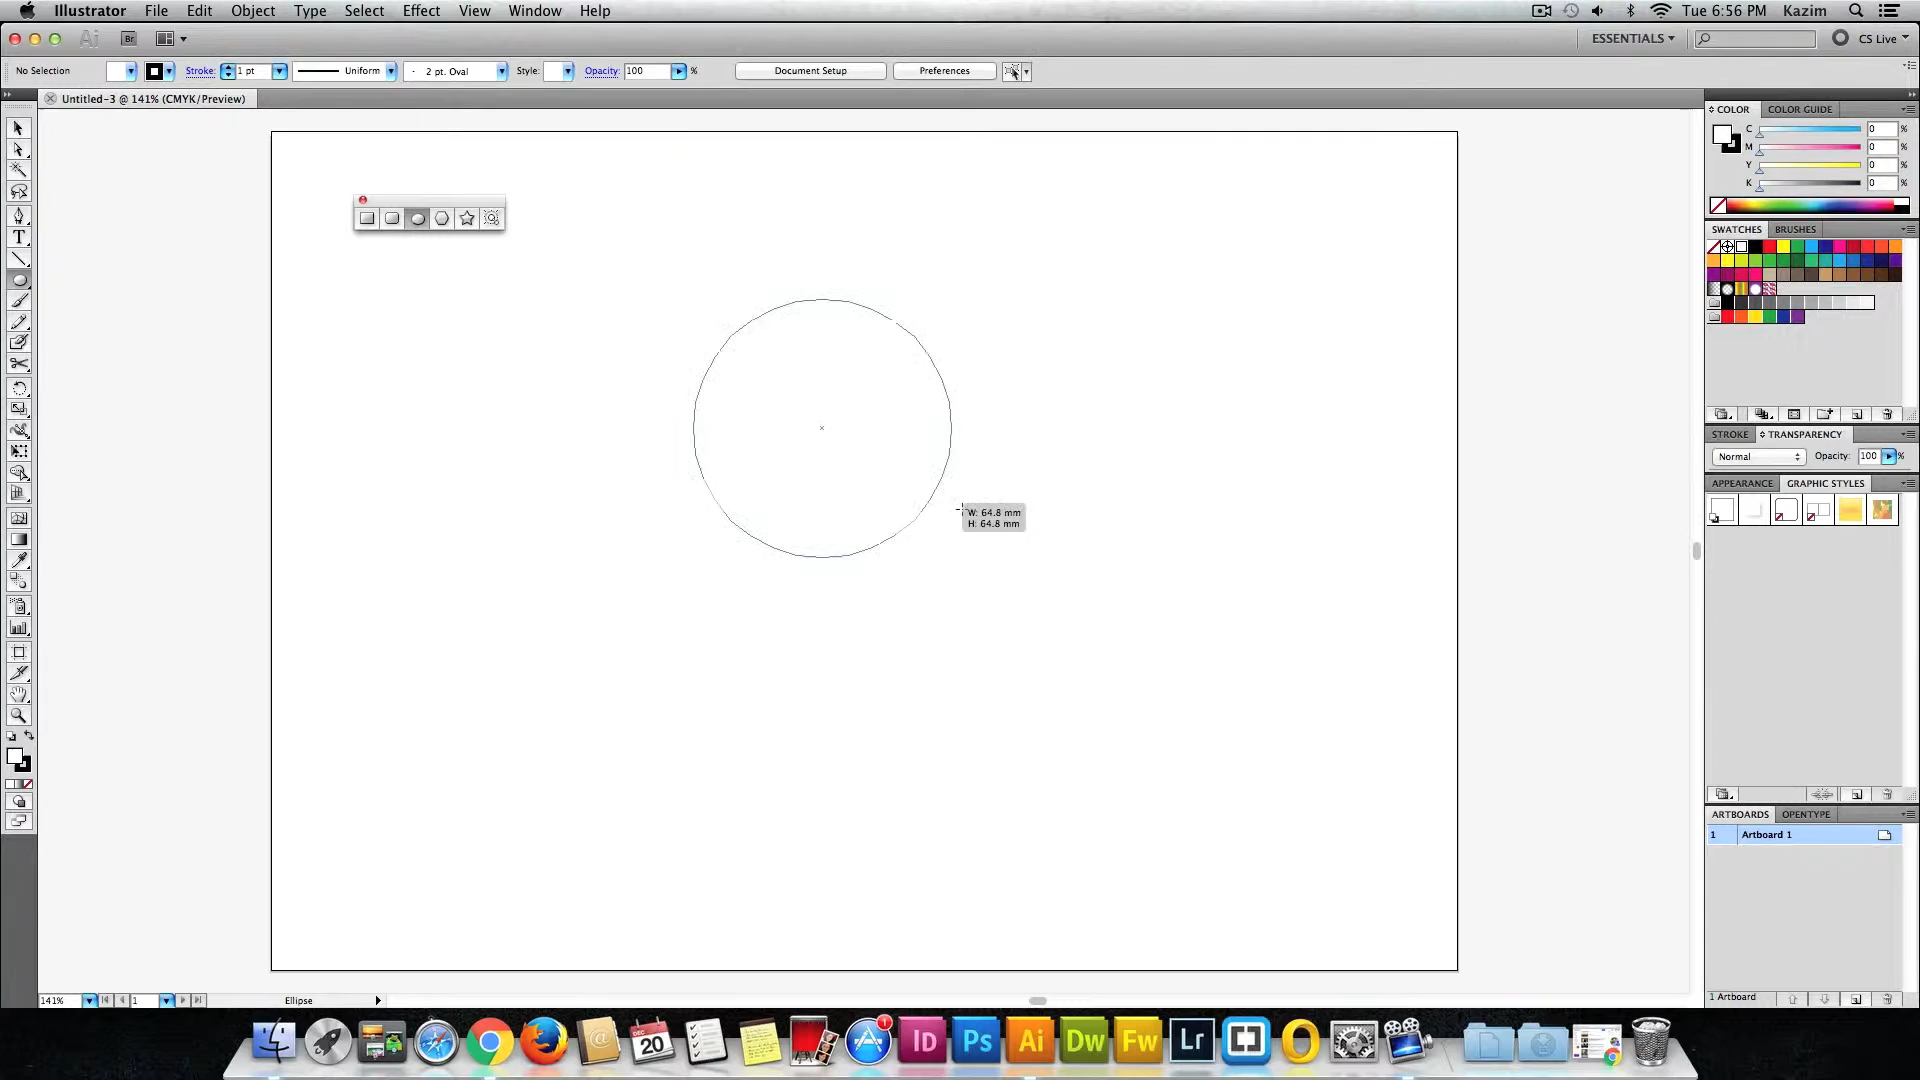 Illustrator File Edit Object Type Select Effect View Window Help
Tue 6:56 PM Kazim
Ai Br ESSENTIALS CS Live
No Selection Stroke: 1 pt Uniform 2 pt. Oval Style: Opacity: 100 % Document Setup Preferences
Untitled-3 @ 141% (CMYK/Preview)
COLOR COLOR GUIDE
C 0 %
M 0 %
Y 0 %
K 0 %
SWATCHES BRUSHES
T
STROKE TRANSPARENCY
Normal Opacity: 100 %
APPEARANCE GRAPHIC STYLES
W: 64.8 mm
H: 64.8 mm
ARTBOARDS OPENTYPE
1 Artboard 1
1 Artboard
141% 1 Ellipse
DEC
20
@
1
Id Ps Ai Dw Fw Lr